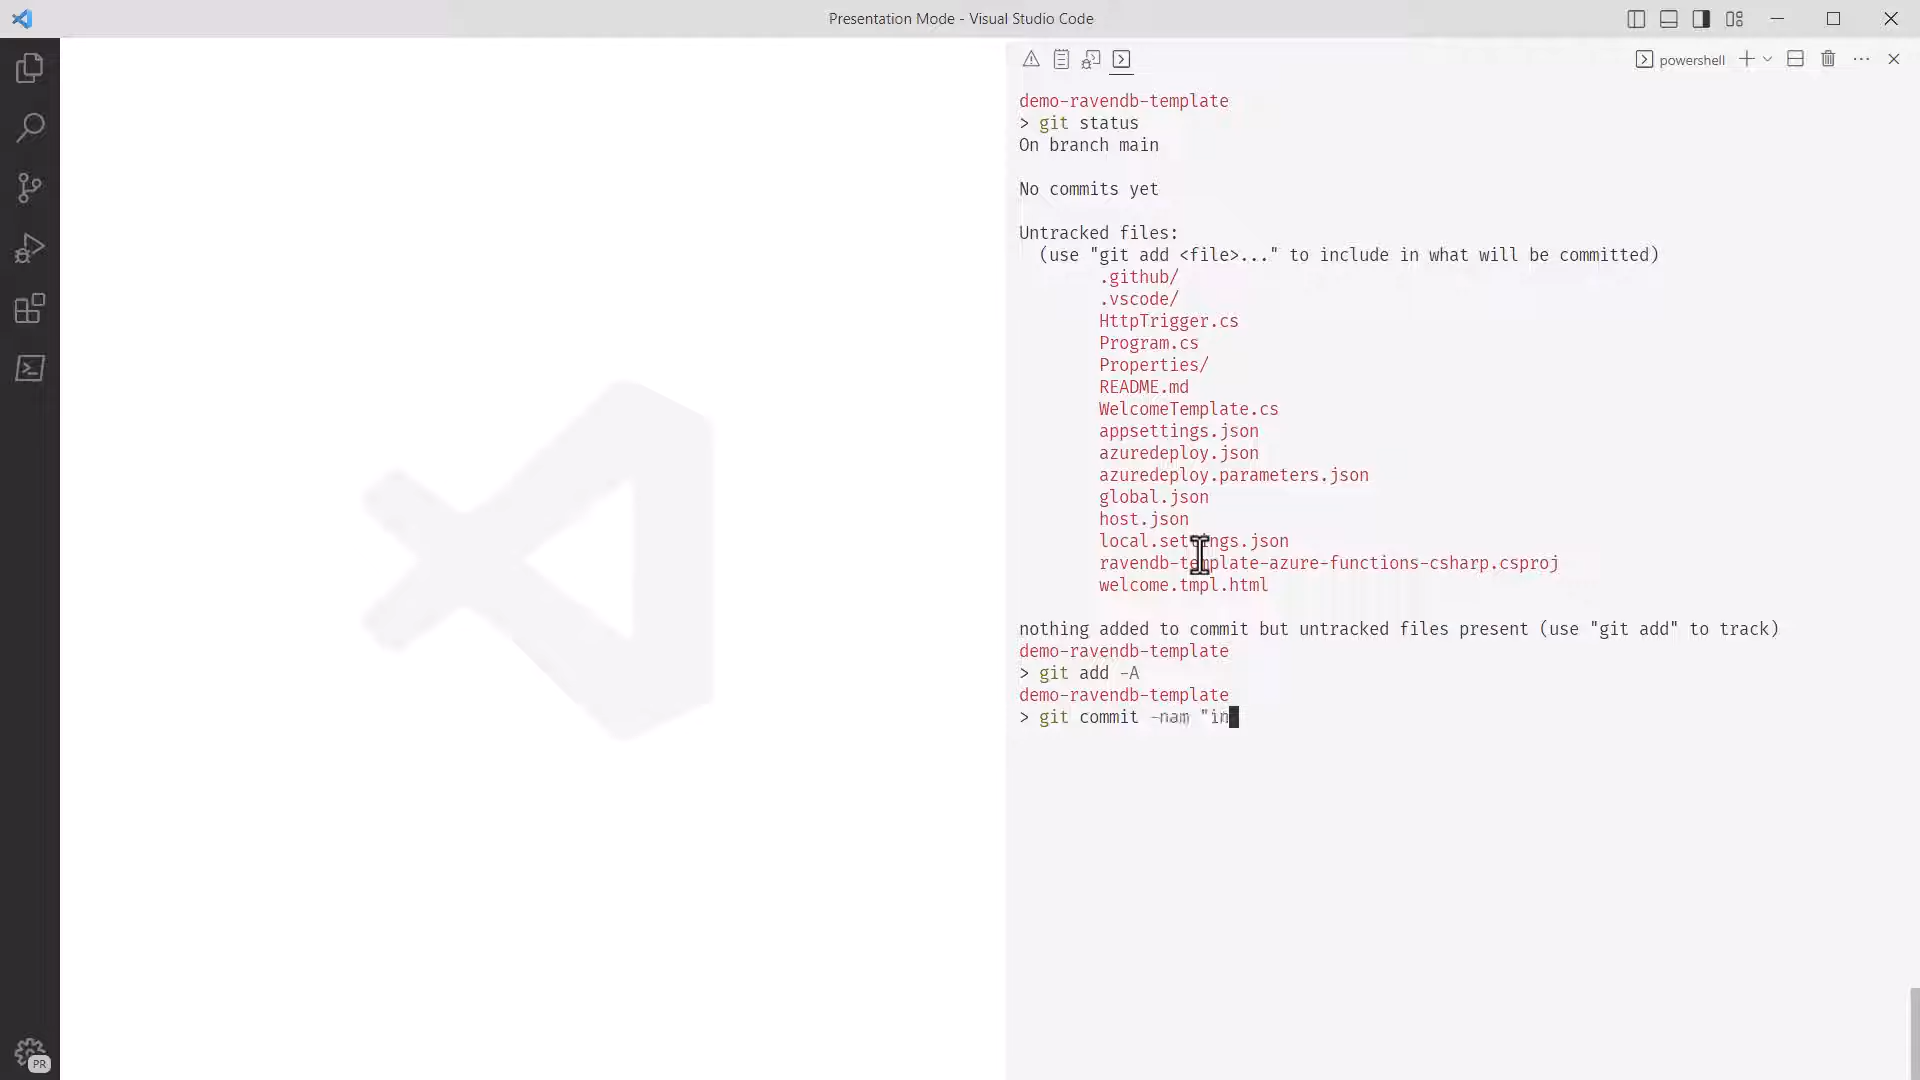 Presentation Mode - Visual Studio Code
powershell
demo-ravendb-template
> git status
On branch main
No commits yet
Untracked files:
(use "git add <file>..." to include in what will be committed)
.github/
.vscode/
HttpTrigger.cs
Program.cs
Properties/
README.md
WelcomeTemplate.cs
appsettings.json
azuredeploy.json
azuredeploy.parameters.json
global.json
host.json
local.settings.json
ravendb-template-azure-functions-csharp.csproj
welcome.tmpl.html
nothing added to commit but untracked files present (use "git add" to track)
demo-ravendb-template
> git add -A
demo-ravendb-template
> git commit "in
PR